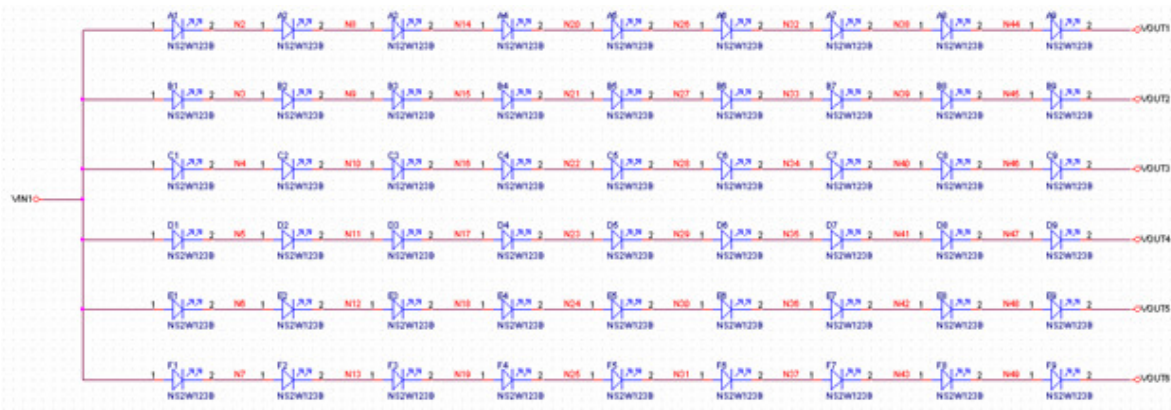 A1 A2 A3 A4 A5 A6 A7 A8 A9
1 2 N2 1 2 N8 1 2 N14 1 2 N20 1 2 N26 1 2 N32 1 2 N38 1 2 N44 1 2 VOUT1
NS2W123B NS2W123B NS2W123B NS2W123B NS2W123B NS2W123B NS2W123B NS2W123B NS2W123B
B1 B2 B3 B4 B5 B6 B7 B8 B9
1 2 N3 1 2 N9 1 2 N15 1 2 N21 1 2 N27 1 2 N33 1 2 N39 1 2 N45 1 2 VOUT2
NS2W123B NS2W123B NS2W123B NS2W123B NS2W123B NS2W123B NS2W123B NS2W123B NS2W123B
C1 C2 C3 C4 C5 C6 C7 C8 C9
1 2 N4 1 2 N10 1 2 N16 1 2 N22 1 2 N28 1 2 N34 1 2 N40 1 2 N46 1 2 VOUT3
NS2W123B NS2W123B NS2W123B NS2W123B NS2W123B NS2W123B NS2W123B NS2W123B NS2W123B
VIN1
D1 D2 D3 D4 D5 D6 D7 D8 D9
1 2 N5 1 2 N11 1 2 N17 1 2 N23 1 2 N29 1 2 N35 1 2 N41 1 2 N47 1 2 VOUT4
NS2W123B NS2W123B NS2W123B NS2W123B NS2W123B NS2W123B NS2W123B NS2W123B NS2W123B
E1 E2 E3 E4 E5 E6 E7 E8 E9
1 2 N6 1 2 N12 1 2 N18 1 2 N24 1 2 N30 1 2 N36 1 2 N42 1 2 N48 1 2 VOUT5
NS2W123B NS2W123B NS2W123B NS2W123B NS2W123B NS2W123B NS2W123B NS2W123B NS2W123B
F1 F2 F3 F4 F5 F6 F7 F8 F9
1 2 N7 1 2 N13 1 2 N19 1 2 N25 1 2 N31 1 2 N37 1 2 N43 1 2 N49 1 2 VOUT6
NS2W123B NS2W123B NS2W123B NS2W123B NS2W123B NS2W123B NS2W123B NS2W123B NS2W123B